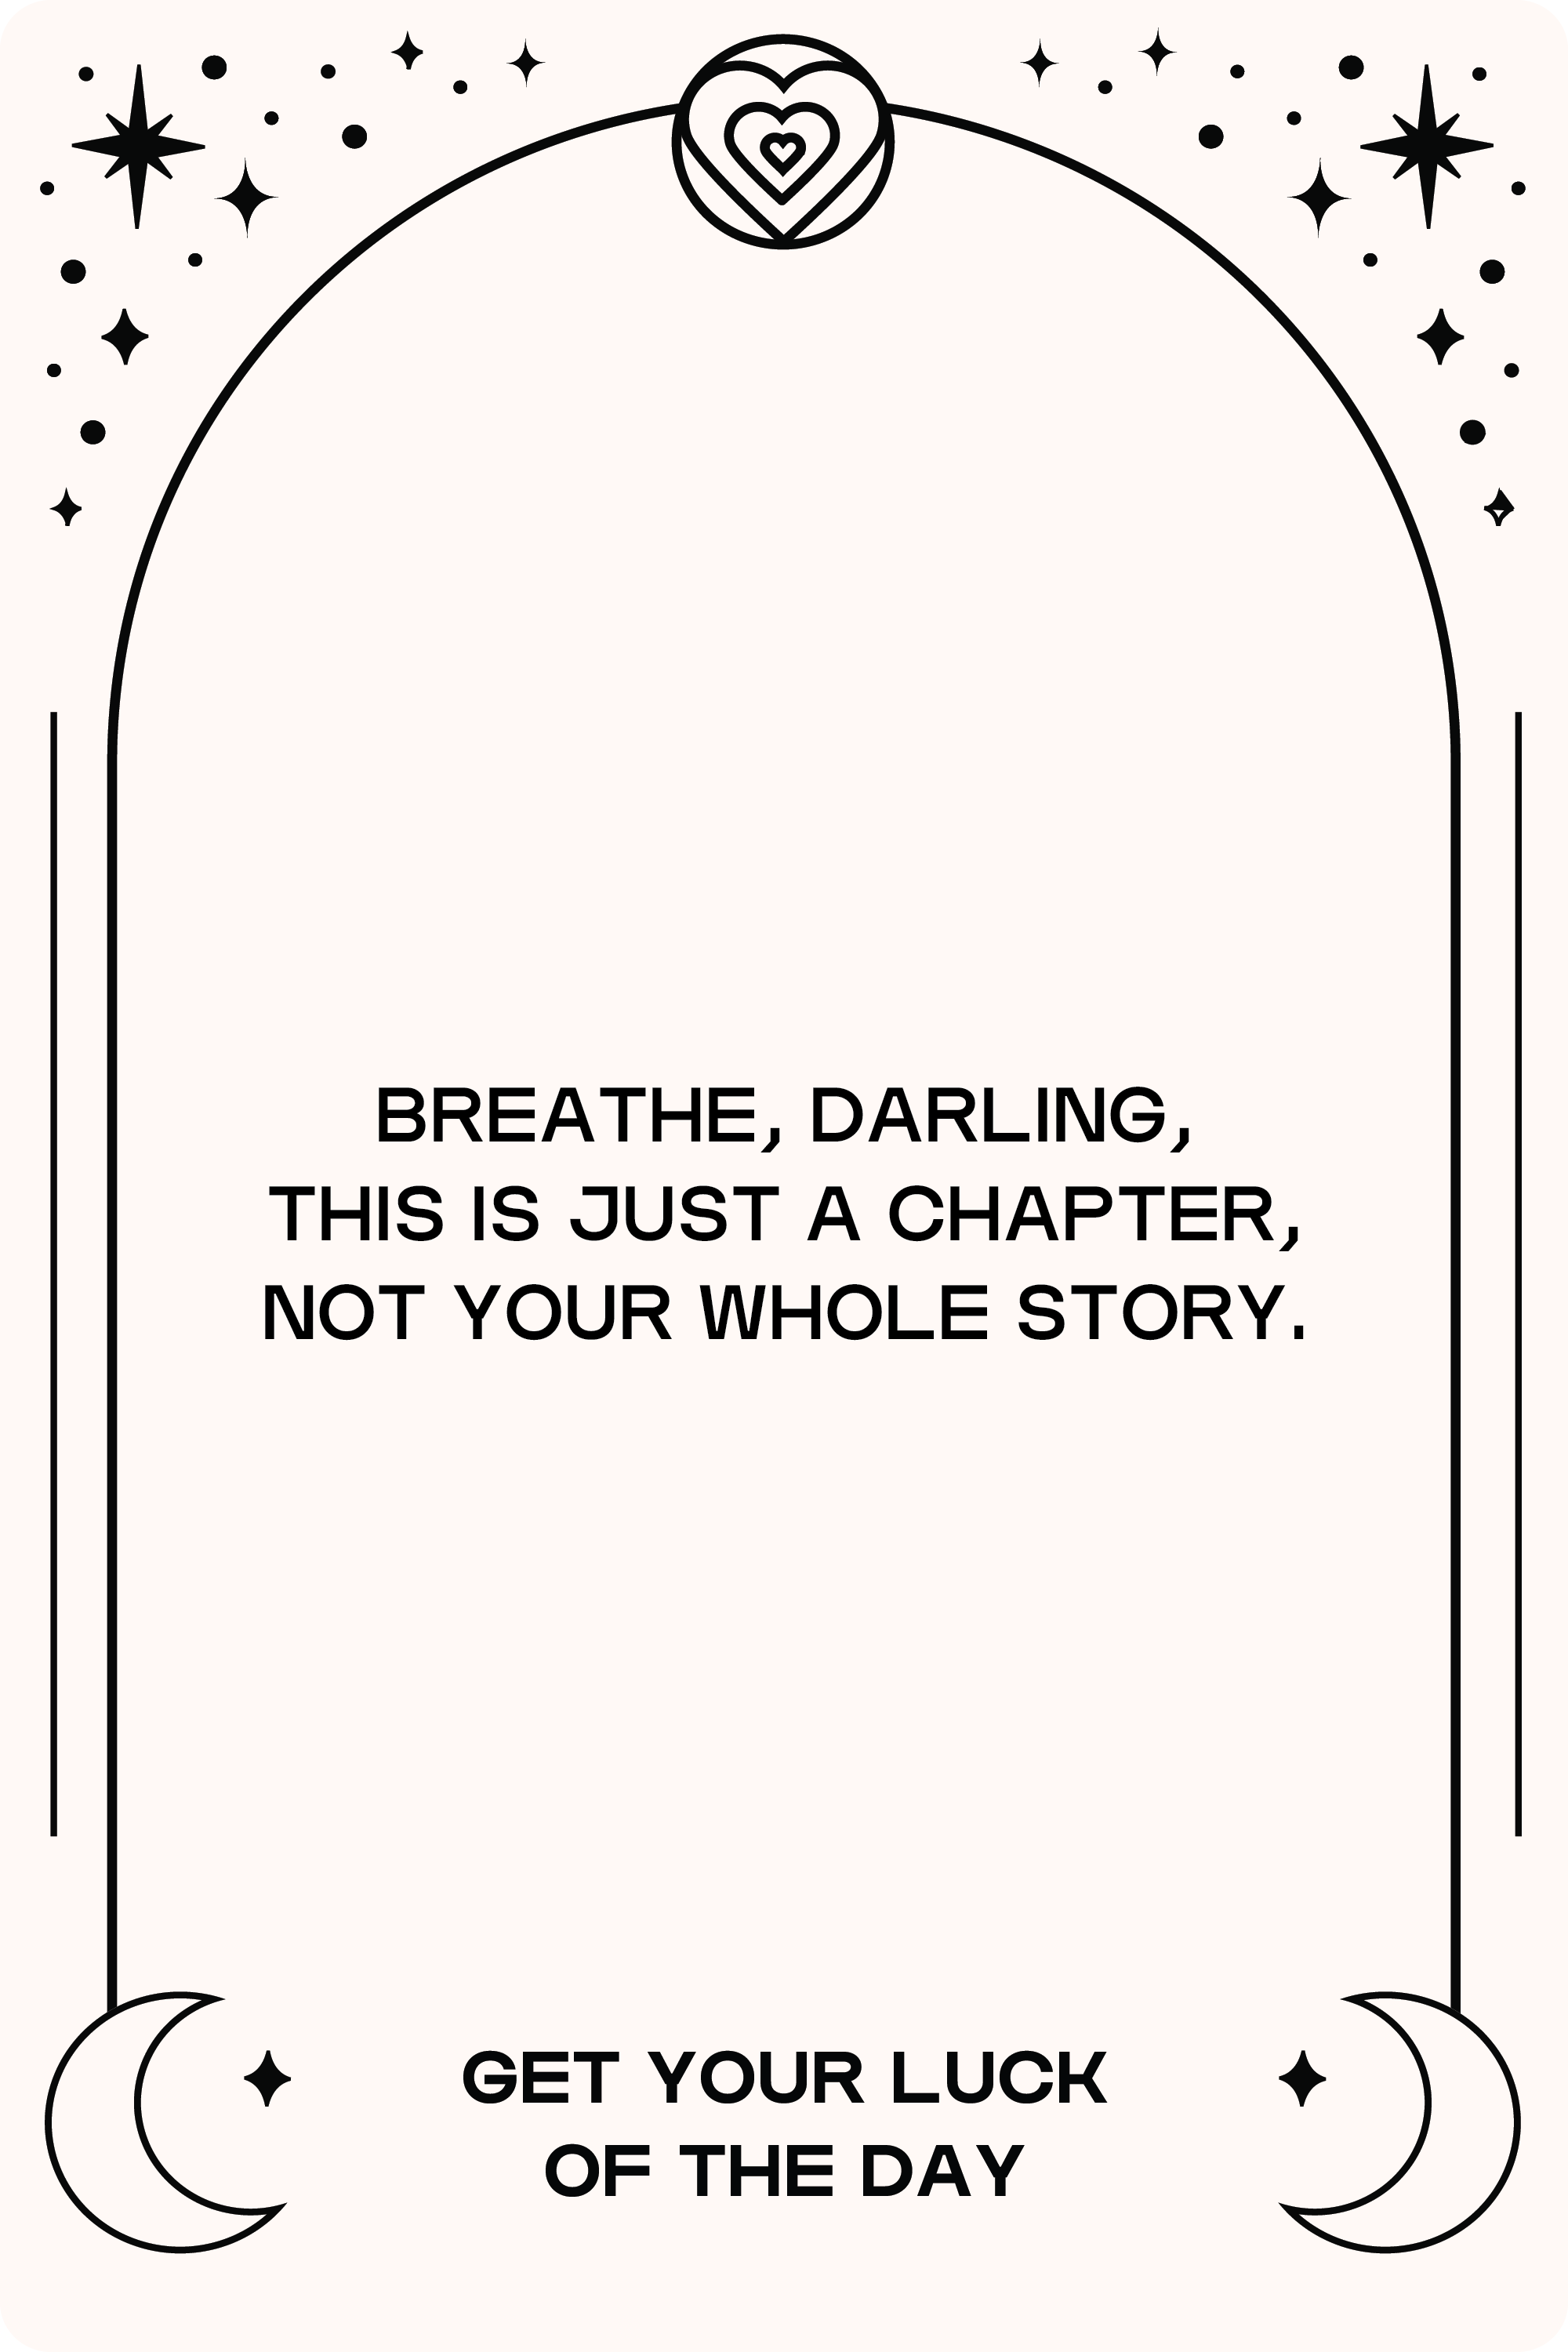 BREATHE, DARLING,
THIS IS JUST A CHAPTER,
NOT YOUR WHOLE STORY.
GET YOUR LUCK
OF THE DAY